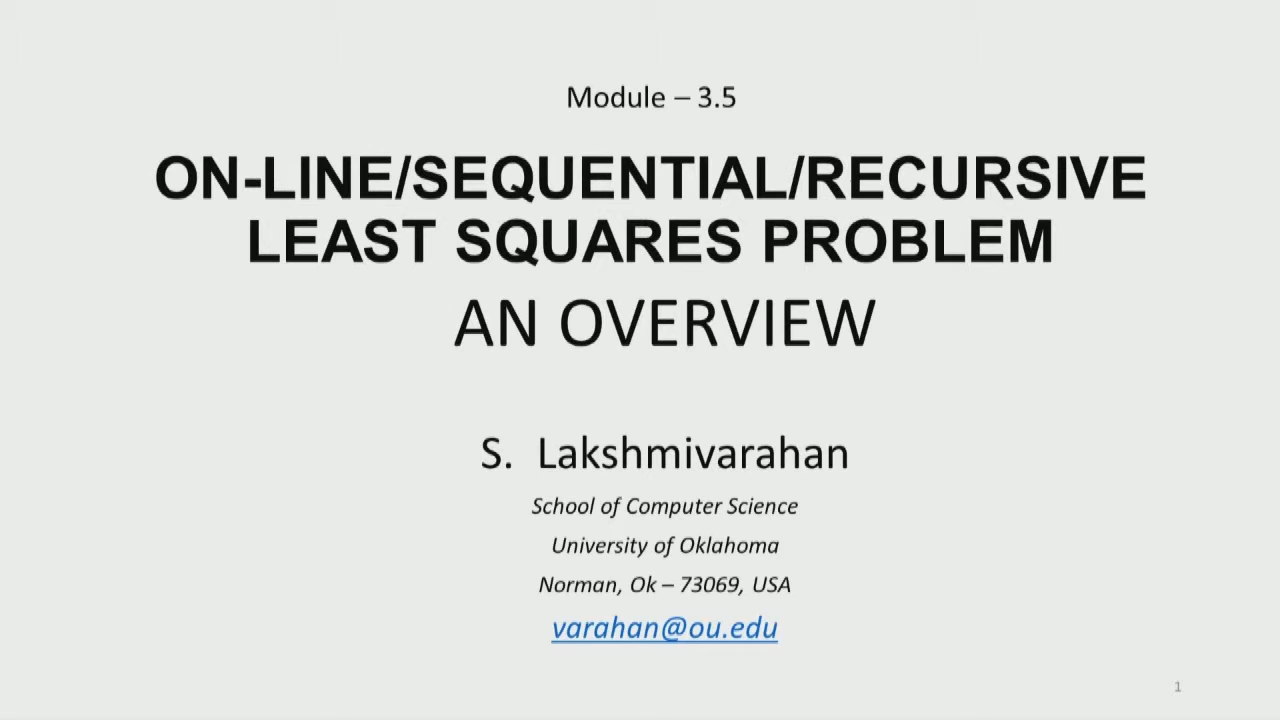 Module – 3.5
ON-LINE/SEQUENTIAL/RECURSIVE
LEAST SQUARES PROBLEM
AN OVERVIEW
S. Lakshmivarahan
School of Computer Science
University of Oklahoma
Norman, Ok – 73069, USA
varahan@ou.edu
1